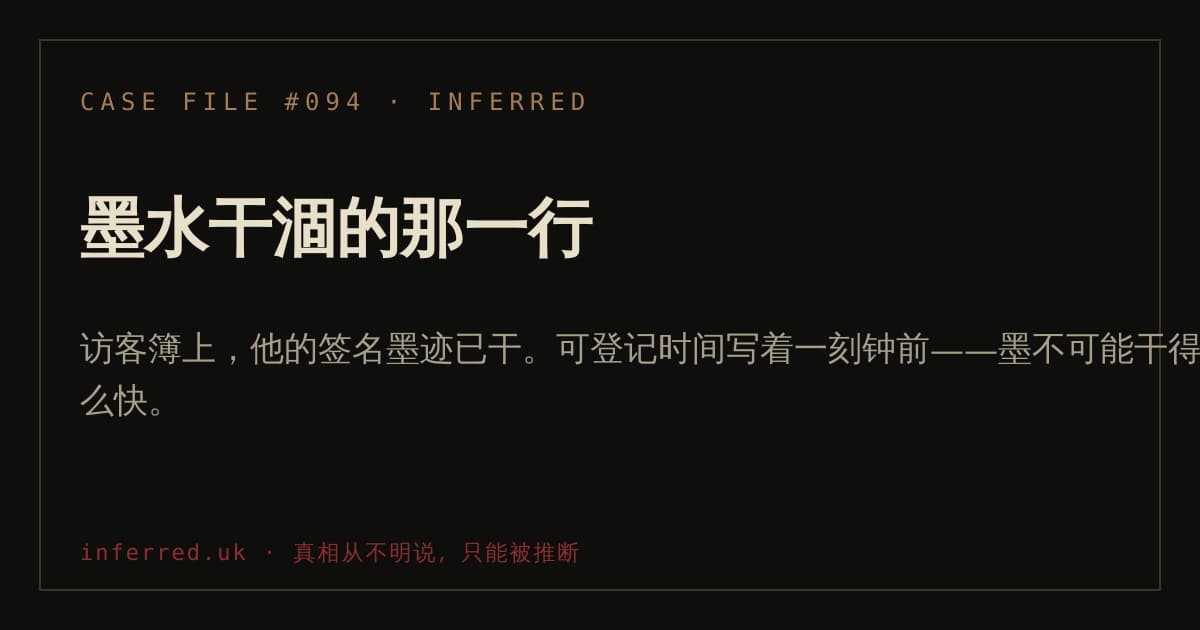 CASE FILE #094 · INFERRED
墨水干涸的那一行
访客簿上，他的签名墨迹已干。可登记时间写着一刻钟前——墨不可能干得
么快。
inferred.uk · 真相从不明说，只能被推断